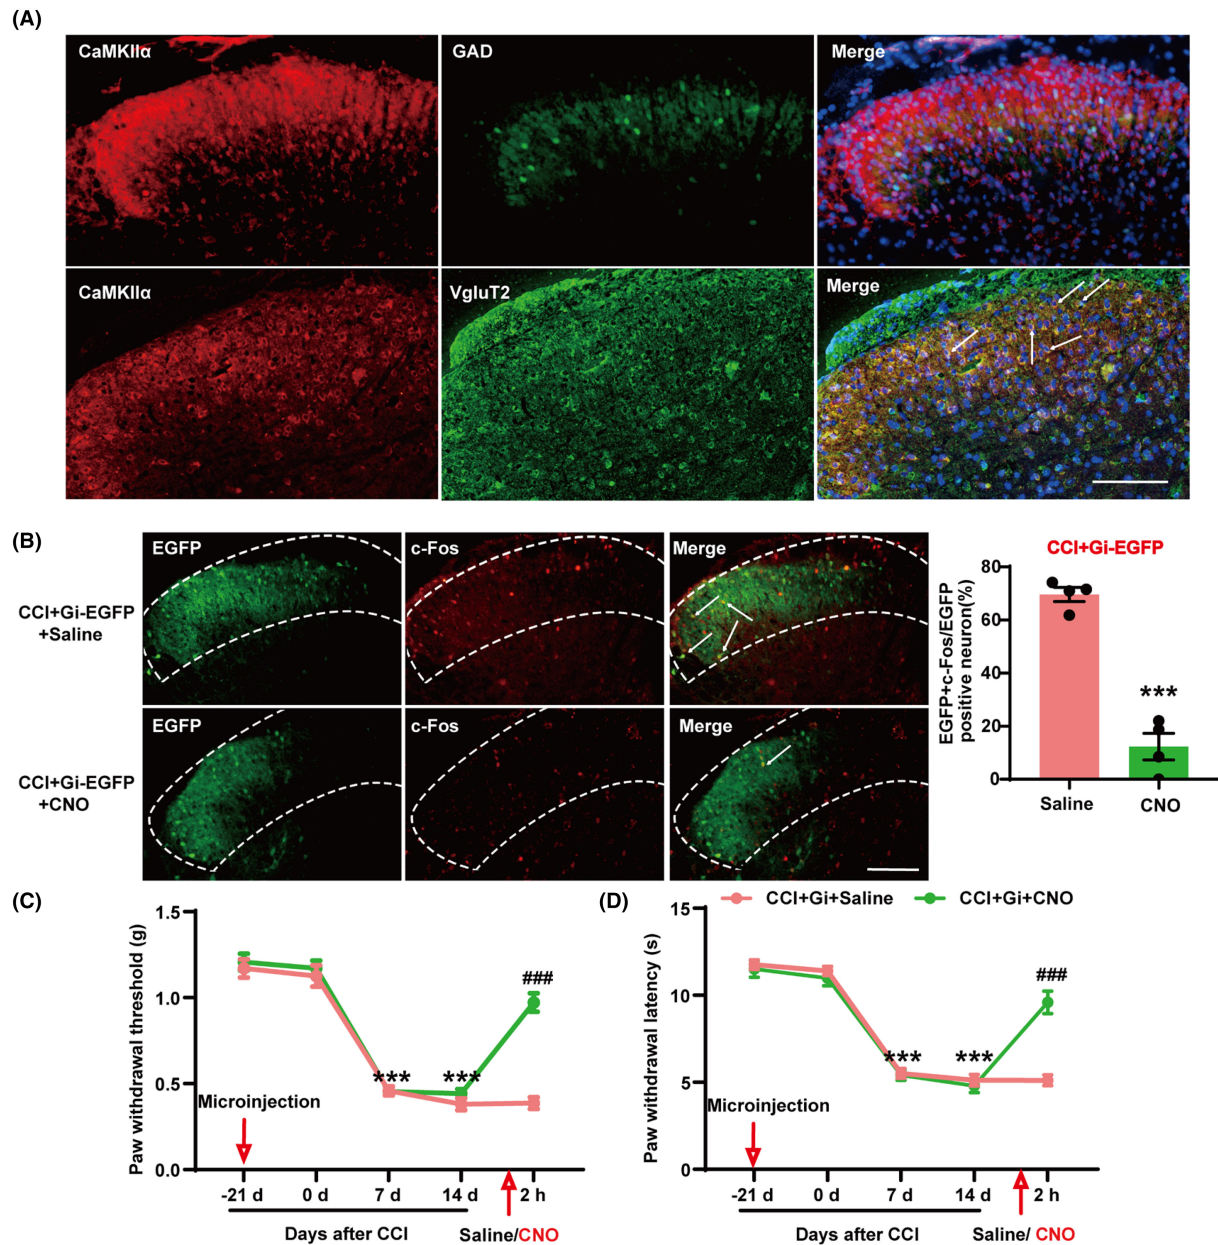 (A)
CaMKIIα
GAD
Merge
CaMKIIα
VgluT2
Merge
(B)
EGFP
c-Fos
Merge
CCI+Gi-EGFP
+Saline
EGFP
c-Fos
Merge
CCI+Gi-EGFP
+CNO
CCI+Gi-EGFP
EGFP+c-Fos/EGFP
positive neuron(%)
80
60
40
20
0
***
Saline
CNO
(C)
Paw withdrawal threshold (g)
1.5
1.0
0.5
0.0
***
***
###
Microinjection
-21 d
0 d
7 d
14 d
2 h
Days after CCI
Saline/CNO
(D)
CCI+Gi+Saline
CCI+Gi+CNO
Paw withdrawal latency (s)
15
10
5
0
***
***
###
Microinjection
-21 d
0 d
7 d
14 d
2 h
Days after CCI
Saline/ CNO